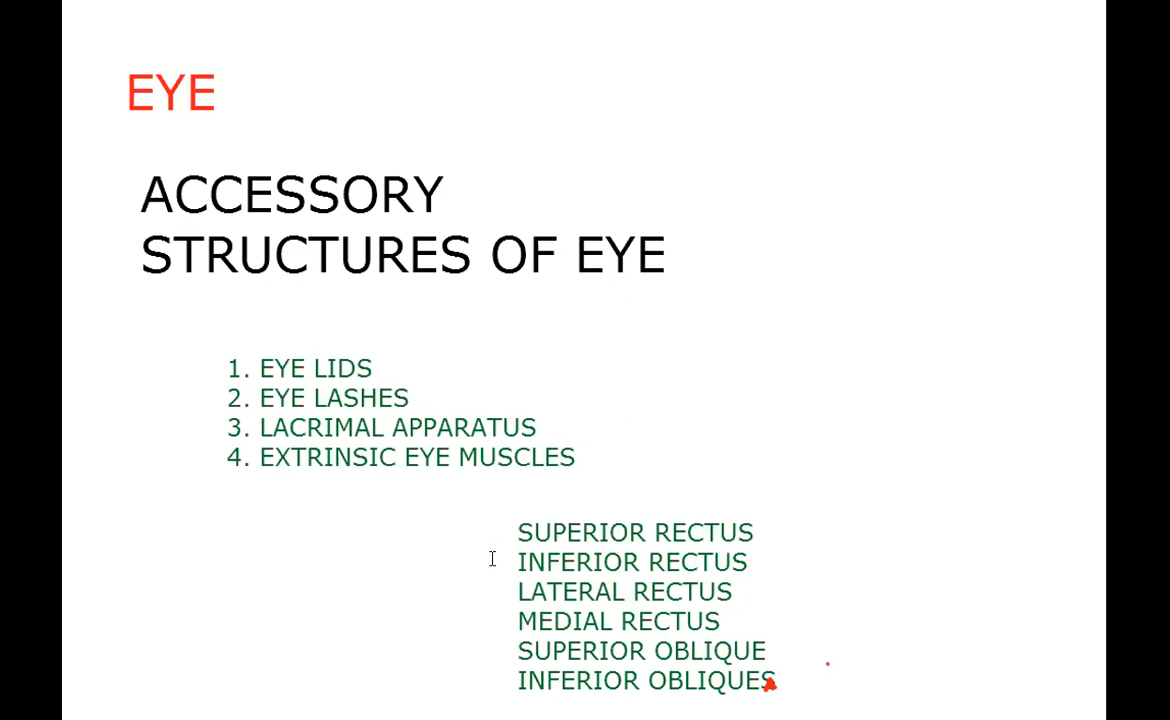 EYE
ACCESSORY
STRUCTURES OF EYE
1. EYE LIDS
2. EYE LASHES
3. LACRIMAL APPARATUS
4. EXTRINSIC EYE MUSCLES
SUPERIOR RECTUS
INFERIOR RECTUS
LATERAL RECTUS
MEDIAL RECTUS
SUPERIOR OBLIQUE
INFERIOR OBLIQUES